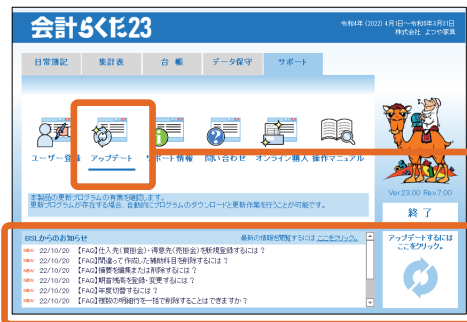 会計らくだ23
令和4年 (2022) 4月1日～令和5年3月31日
株式会社 よつや家具
日常簿記 集計表 台 帳 データ保守 サポート
ユーザー登録 アップデート サポート情報 問い合わせ オンライン購入 操作マニュアル
本製品の更新プログラムの有無を確認します。
更新プログラムが存在する場合、自動的にプログラムのダウンロードと更新作業を行うことが可能です。
Ver23.00 Rev.7.00
終 了
BSLからのお知らせ 最新の情報を閲覧するには ここをクリック。
NEW 22/10/20 【FAQ】仕入先(買掛金)・得意先(売掛金)を新規登録するには？
NEW 22/10/20 【FAQ】間違って作成した補助科目を削除するには？
NEW 22/10/20 【FAQ】摘要を編集または削除するには？
NEW 22/10/20 【FAQ】期首残高を登録・変更するには？
NEW 22/10/20 【FAQ】年度切替するには？
NEW 22/10/20 【FAQ】複数の明細行を一括で削除することはできますか？
アップデートするには
ここをクリック。